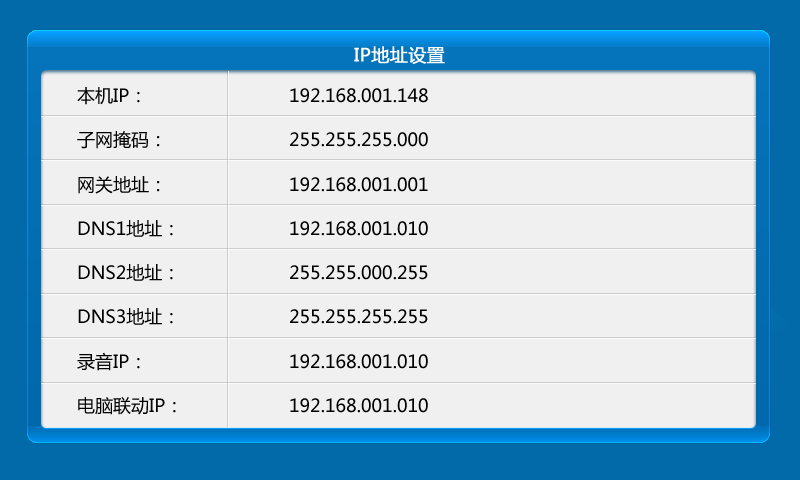 IP地址设置
本机IP： 192.168.001.148
子网掩码： 255.255.255.000
网关地址： 192.168.001.001
DNS1地址： 192.168.001.010
DNS2地址： 255.255.000.255
DNS3地址： 255.255.255.255
录音IP： 192.168.001.010
电脑联动IP： 192.168.001.010